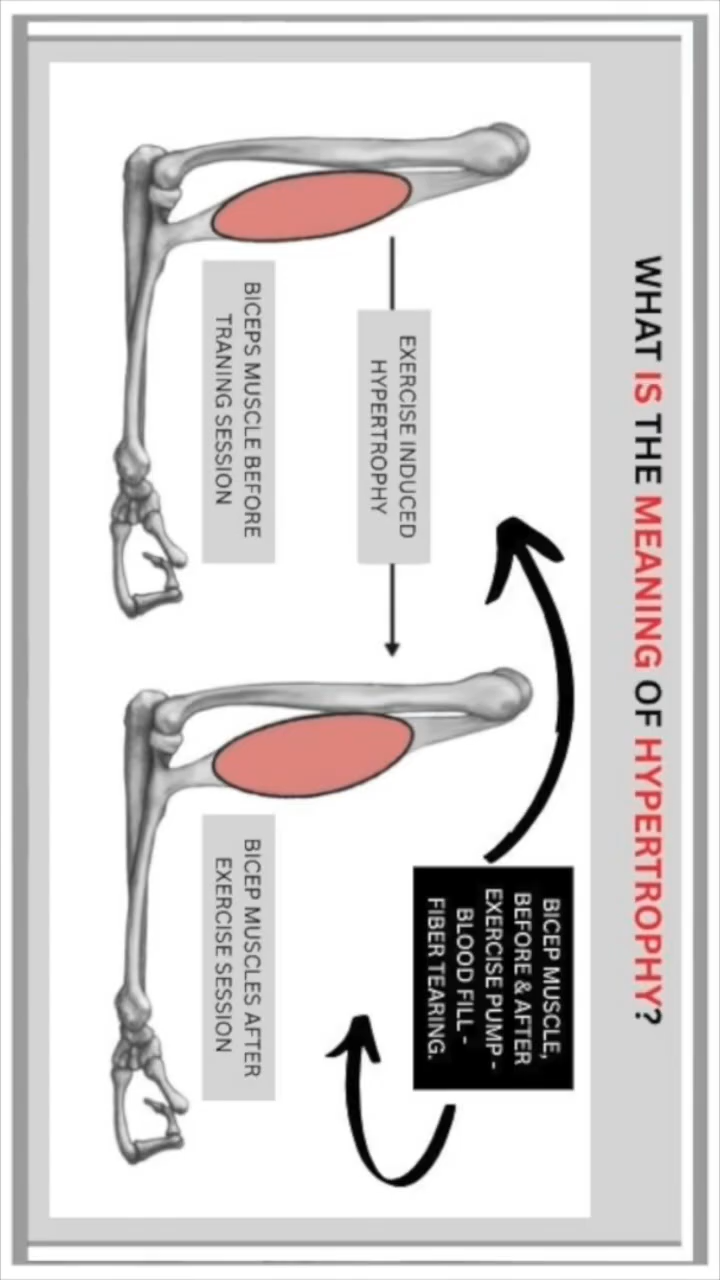 WHAT IS THE MEANING OF HYPERTROPHY?
EXERCISE INDUCED
HYPERTROPHY
BICEPS MUSCLE BEFORE
TRANING SESSION
BICEP MUSCLE,
BEFORE & AFTER
EXERCISE PUMP -
BLOOD FILL -
FIBER TEARING.
BICEP MUSCLES AFTER
EXERCISE SESSION